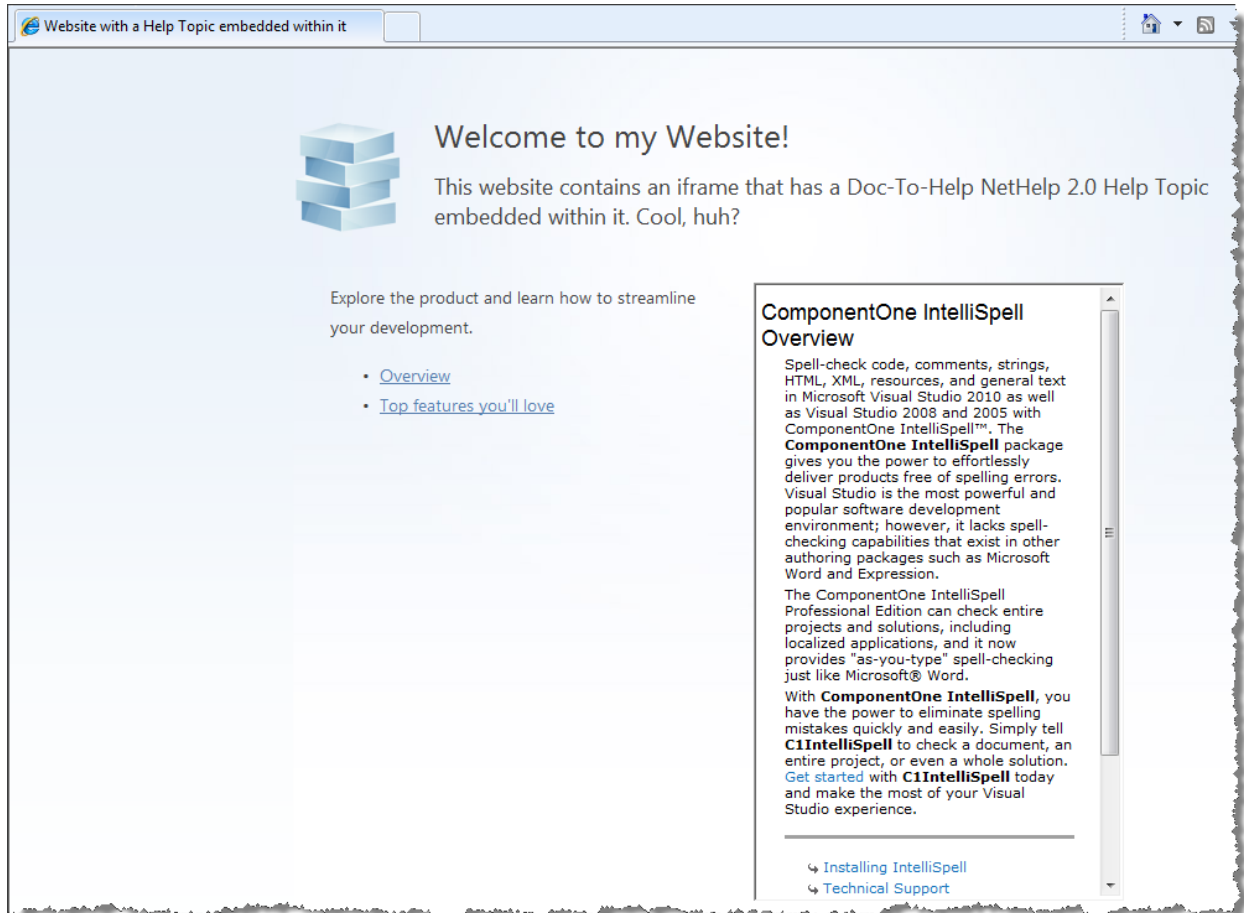 Website with a Help Topic embedded within it
Welcome to my Website!
This website contains an iframe that has a Doc-To-Help NetHelp 2.0 Help Topic
embedded within it. Cool, huh?
Explore the product and learn how to streamline
your development.
• Overview
• Top features you'll love
ComponentOne IntelliSpell
Overview
Spell-check code, comments, strings,
HTML, XML, resources, and general text
in Microsoft Visual Studio 2010 as well
as Visual Studio 2008 and 2005 with
ComponentOne IntelliSpell™. The
ComponentOne IntelliSpell package
gives you the power to effortlessly
deliver products free of spelling errors.
Visual Studio is the most powerful and
popular software development
environment; however, it lacks spell-
checking capabilities that exist in other
authoring packages such as Microsoft
Word and Expression.
The ComponentOne IntelliSpell
Professional Edition can check entire
projects and solutions, including
localized applications, and it now
provides "as-you-type" spell-checking
just like Microsoft® Word.
With ComponentOne IntelliSpell, you
have the power to eliminate spelling
mistakes quickly and easily. Simply tell
C1IntelliSpell to check a document, an
entire project, or even a whole solution.
Get started with C1IntelliSpell today
and make the most of your Visual
Studio experience.
Installing IntelliSpell
Technical Support